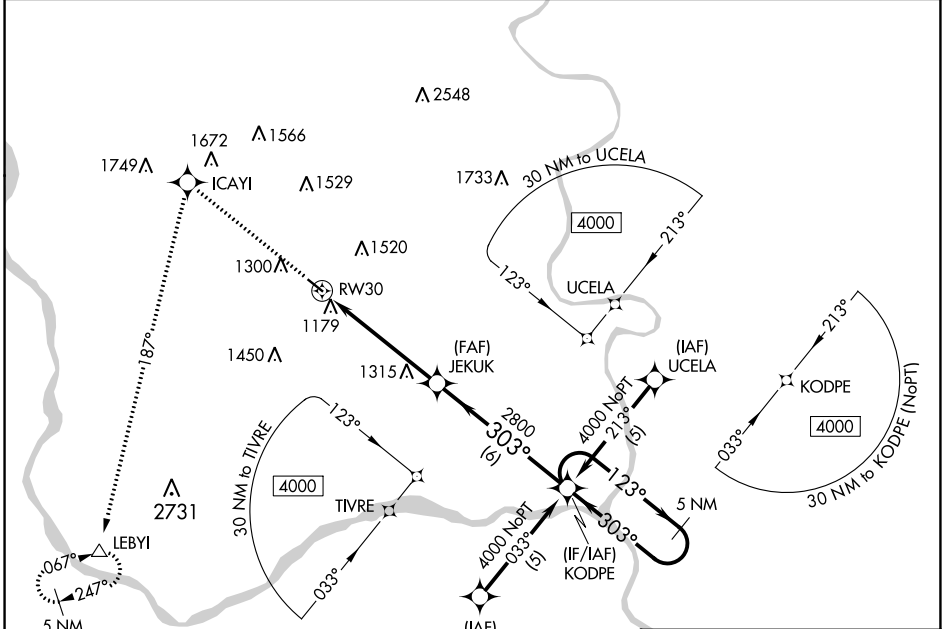 2548
1566
1672
1749
ICAYI
1529
1733
30 NM to UCELA
4000
213°
123°
1520
1300
RW30
1179
UCELA
187°
1450
1315
(FAF)
JEKUK
(IAF)
UCELA
213°
KODPE
4000
033°
30 NM to KODPE (NoPT)
2800
303°
(6)
4000 NoPT
213°
(5)
123°
30 NM to TIVRE
4000
TIVRE
033°
123°
5 NM
303°
(IF/IAF)
KODPE
4000 NoPT
033°
(5)
2731
LEBYI
067°
247°
5 NM
(IAF)